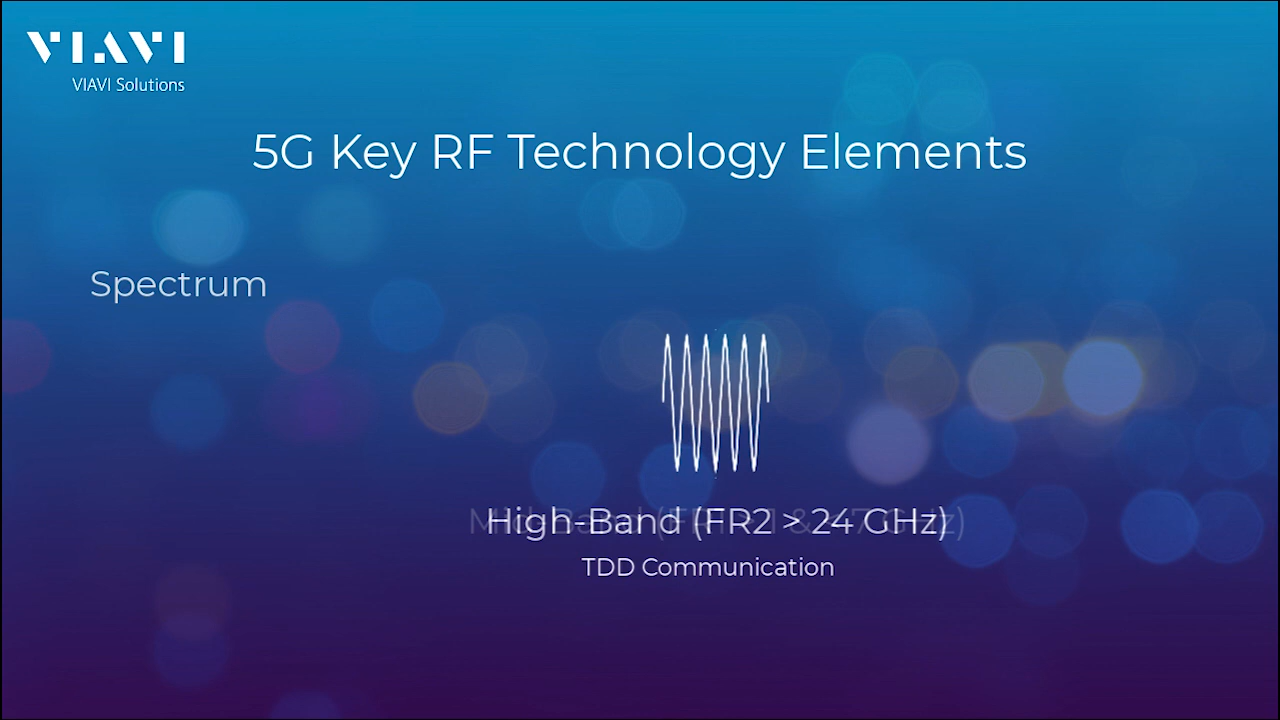 VIAVI
VIAVI Solutions
5G Key RF Technology Elements
Spectrum
High-Band (FR2 > 24 GHz)
TDD Communication